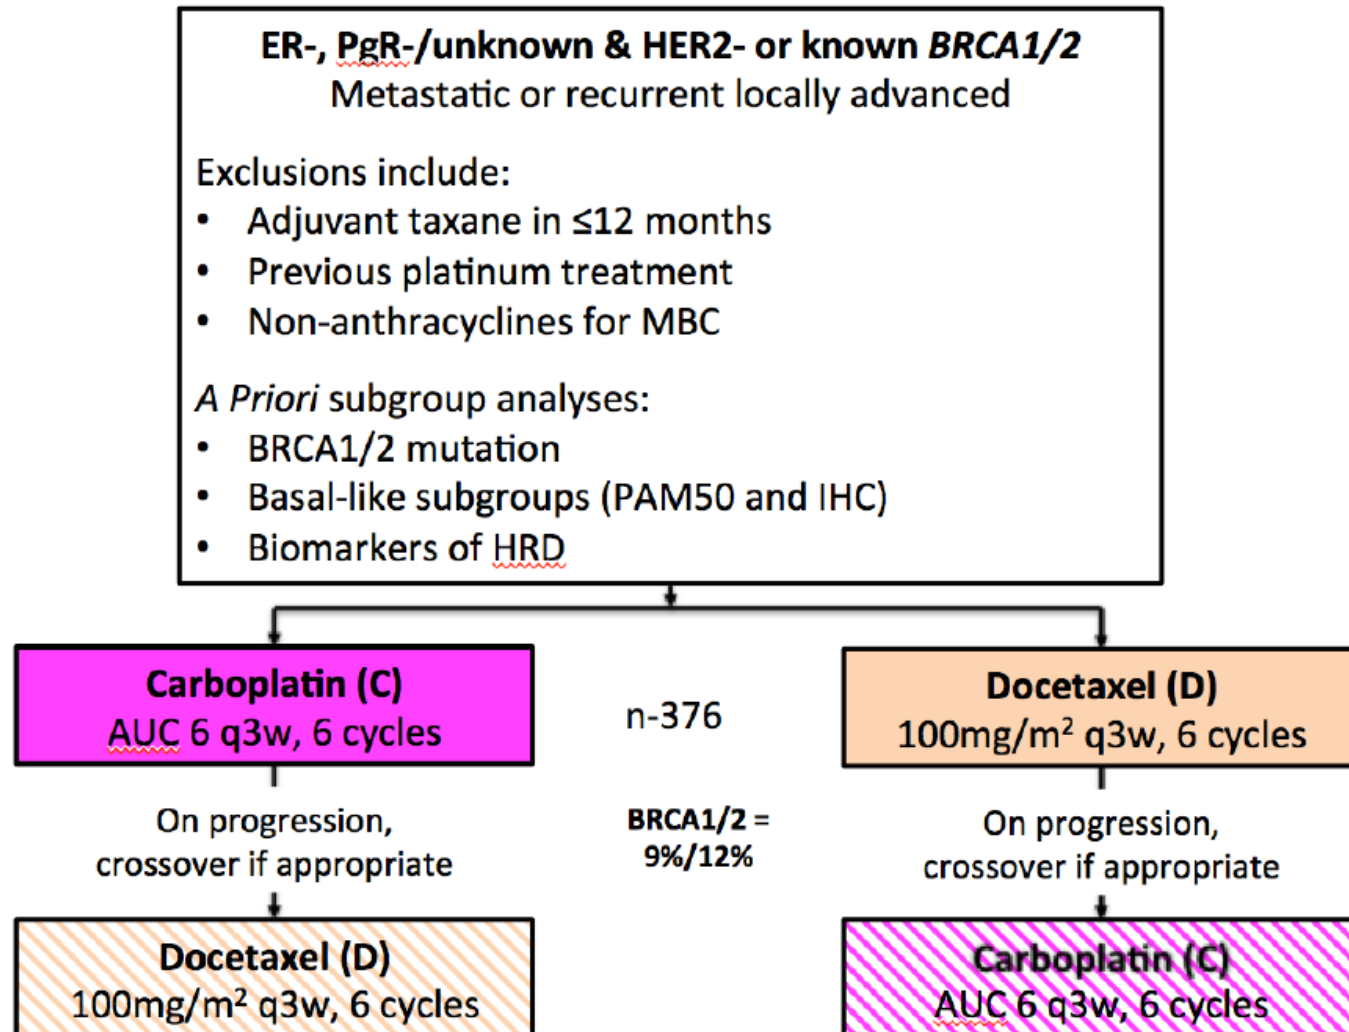 ER-, PgR-/unknown & HER2- or known BRCA1/2
Metastatic or recurrent locally advanced
Exclusions include:
• Adjuvant taxane in ≤12 months
• Previous platinum treatment
• Non-anthracyclines for MBC
A Priori subgroup analyses:
• BRCA1/2 mutation
• Basal-like subgroups (PAM50 and IHC)
• Biomarkers of HRD
Carboplatin (C)
AUC 6 q3w, 6 cycles
n-376
Docetaxel (D)
100mg/m² q3w, 6 cycles
On progression,
crossover if appropriate
BRCA1/2 =
9%/12%
On progression,
crossover if appropriate
Docetaxel (D)
100mg/m² q3w, 6 cycles
Carboplatin (C)
AUC 6 q3w, 6 cycles